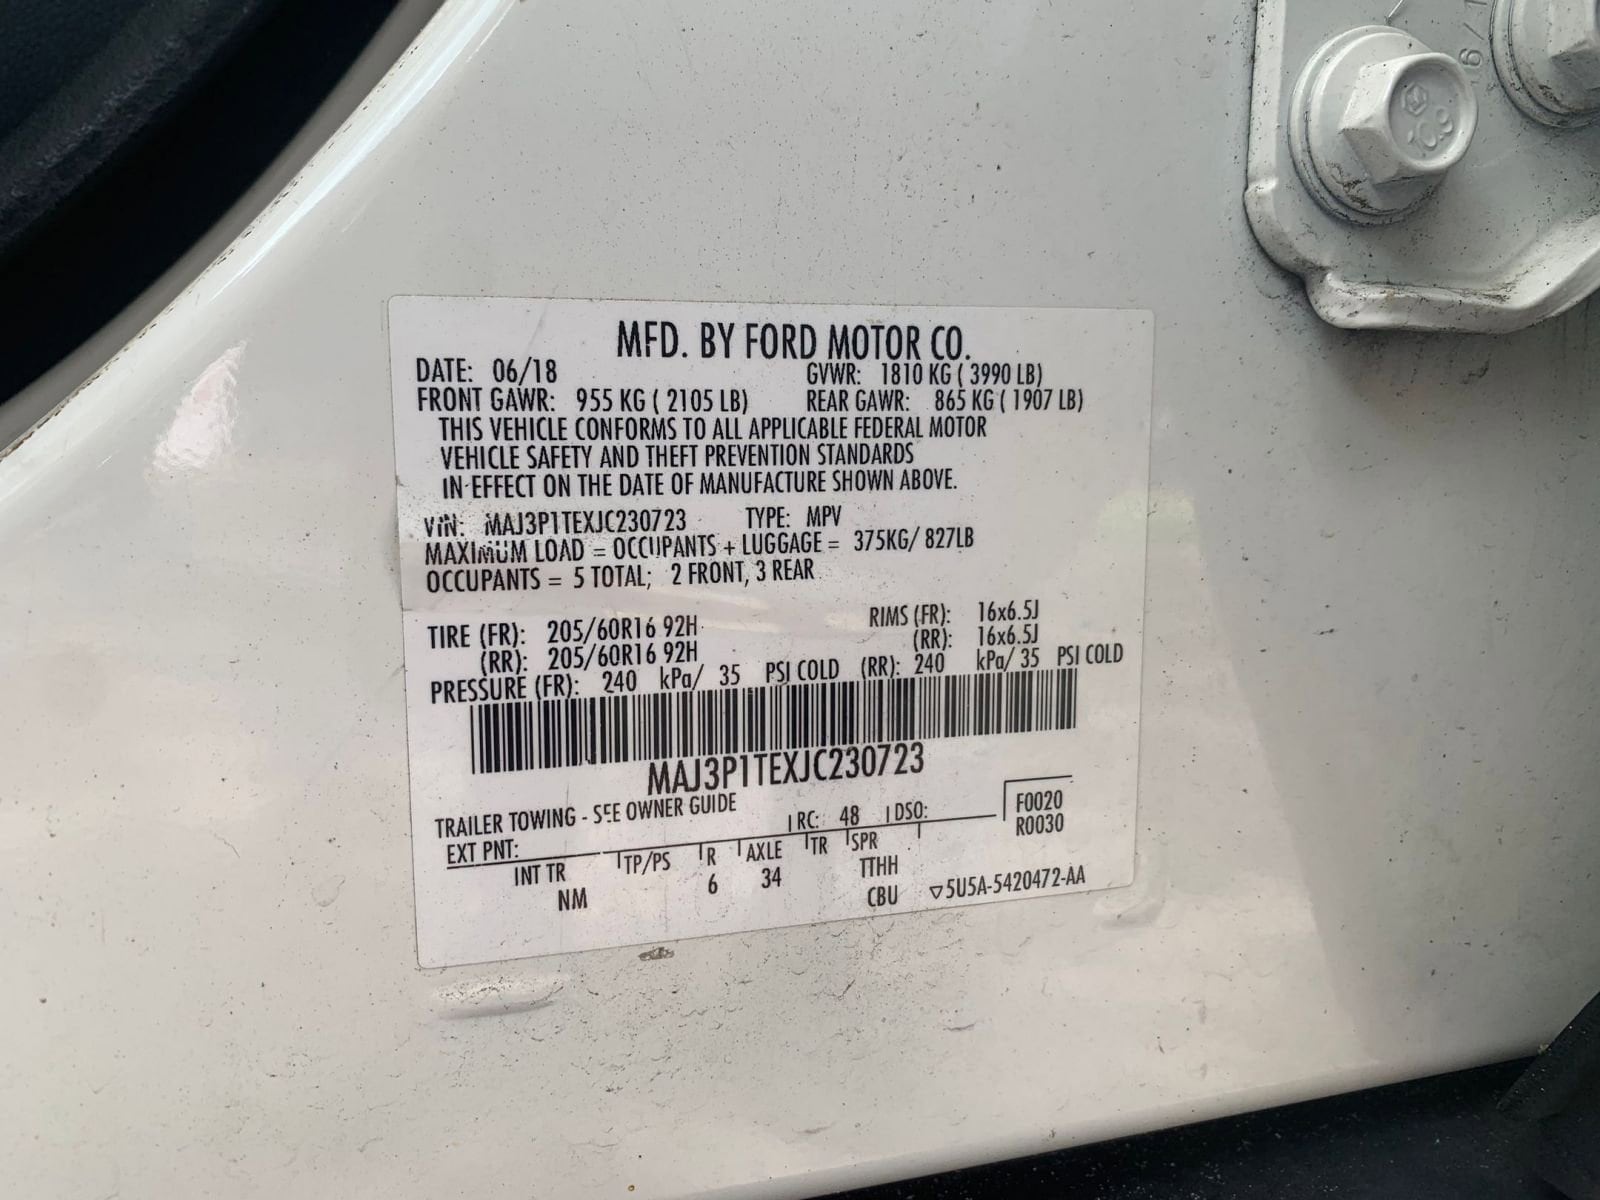 MFD. BY FORD MOTOR CO.
DATE: 06/18 GVWR: 1810 KG ( 3990 LB)
FRONT GAWR: 955 KG ( 2105 LB) REAR GAWR: 865 KG ( 1907 LB)
THIS VEHICLE CONFORMS TO ALL APPLICABLE FEDERAL MOTOR
VEHICLE SAFETY AND THEFT PREVENTION STANDARDS
IN EFFECT ON THE DATE OF MANUFACTURE SHOWN ABOVE.
VIN: MAJ3P1TEXJC230723 TYPE: MPV
MAXIMUM LOAD = OCCUPANTS + LUGGAGE = 375KG/ 827LB
OCCUPANTS = 5 TOTAL; 2 FRONT, 3 REAR
TIRE (FR): 205/60R16 92H RIMS (FR): 16x6.5J
(RR): 205/60R16 92H (RR): 16x6.5J
PRESSURE (FR): 240 kPa/ 35 PSI COLD (RR): 240 kPa/ 35 PSI COLD
MAJ3P1TEXJC230723
TRAILER TOWING - SEE OWNER GUIDE
EXT PNT: RC: 48 DSO: F0020
R0030
INT TR TP/PS R AXLE TR SPR
NM 6 34 TTHH
CBU ▽5U5A-5420472-AA
10.9